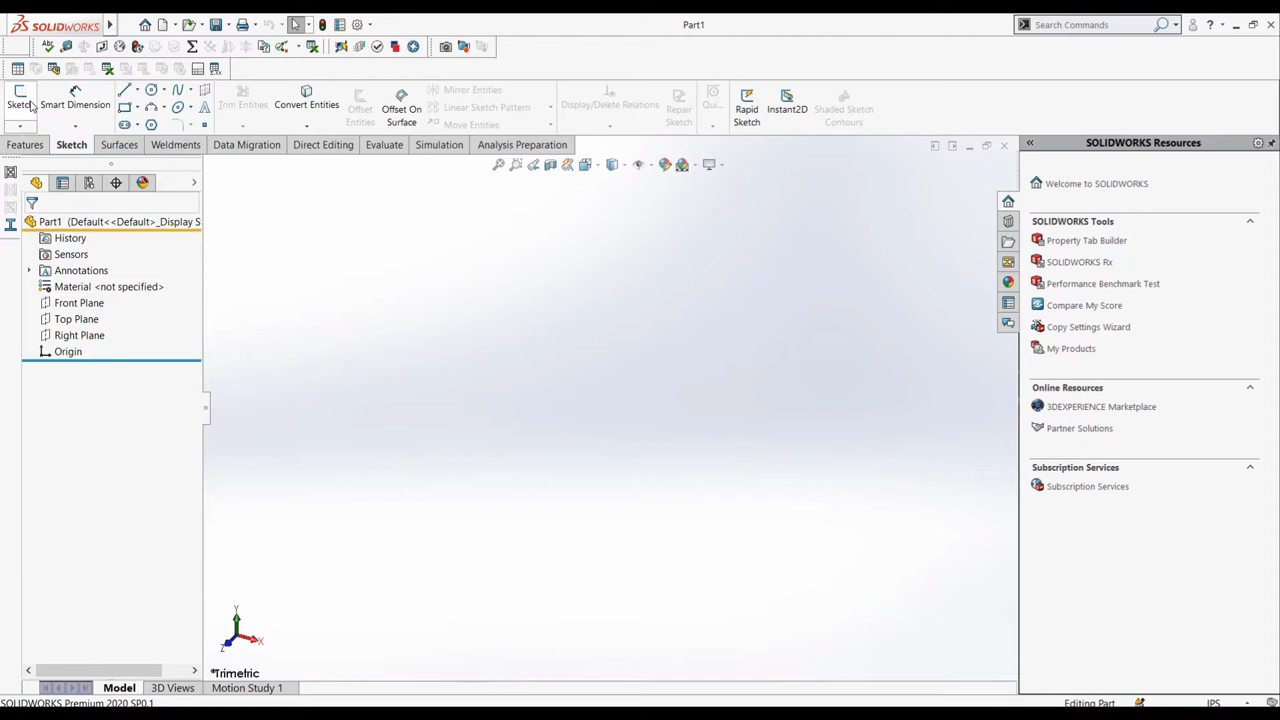 SOLIDWORKS
Part1
Search Commands
Sketch
Smart Dimension
Trim Entities
Convert Entities
Offset Entities
Offset On Surface
Mirror Entities
Linear Sketch Pattern
Move Entities
Display/Delete Relations
Repair Sketch
Qui...
Rapid Sketch
Instant2D
Shaded Sketch Contours
Features
Sketch
Surfaces
Weldments
Data Migration
Direct Editing
Evaluate
Simulation
Analysis Preparation
SOLIDWORKS Resources
Part1 (Default<<Default>_Display S
History
Sensors
Annotations
Material <not specified>
Front Plane
Top Plane
Right Plane
Origin
Welcome to SOLIDWORKS
SOLIDWORKS Tools
Property Tab Builder
SOLIDWORKS Rx
Performance Benchmark Test
Compare My Score
Copy Settings Wizard
My Products
Online Resources
3DEXPERIENCE Marketplace
Partner Solutions
Subscription Services
Subscription Services
Y
X
Z
*Trimetric
Model
3D Views
Motion Study 1
SOLIDWORKS Premium 2020 SP0.1
Editing Part
IPS